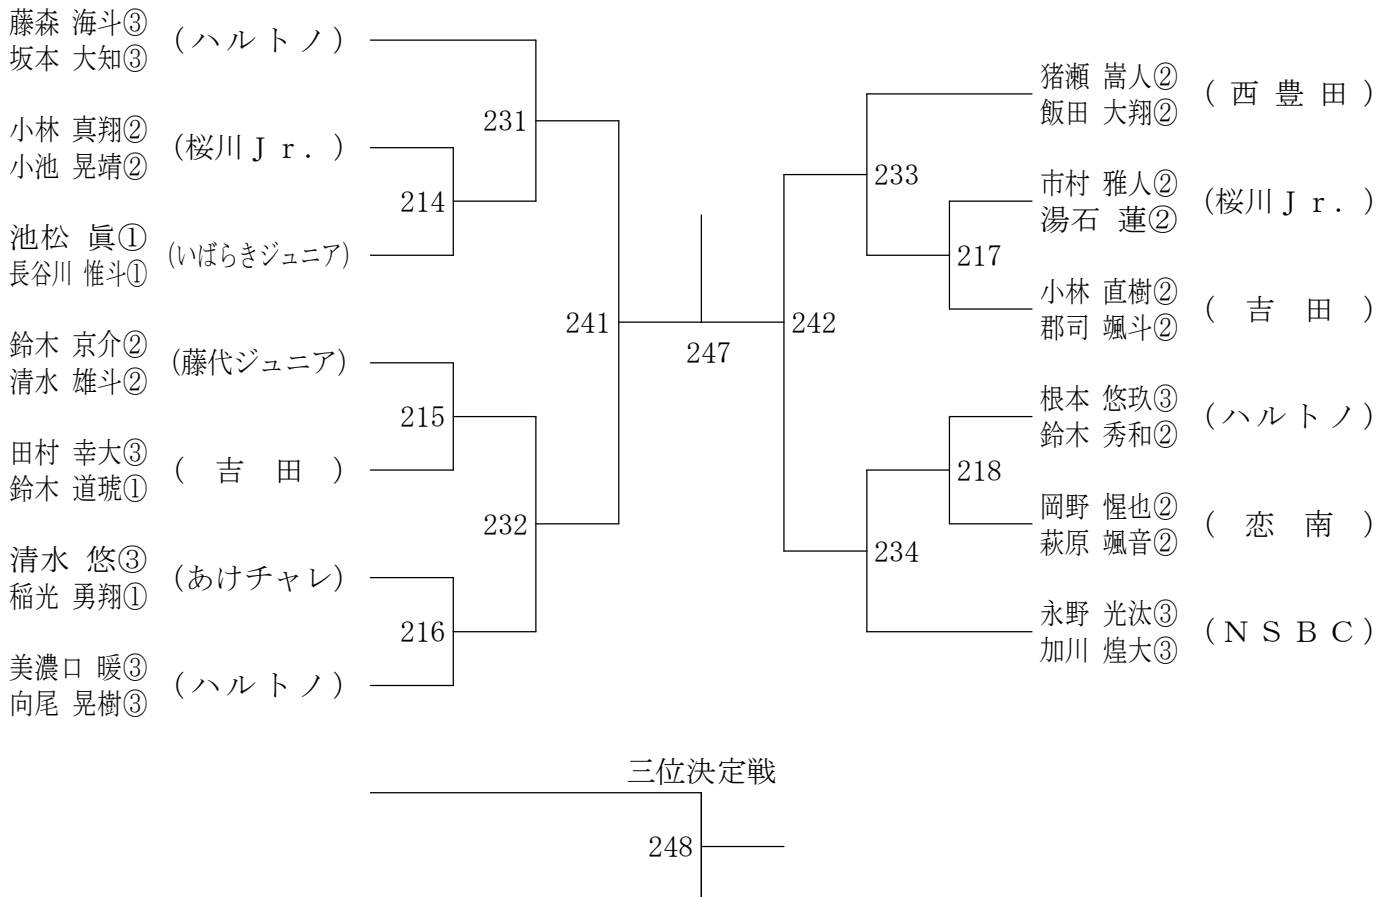 藤森 海斗③
坂本 大知③
(ハルトノ)
小林 真翔②
小池 晃靖②
(桜川Ｊｒ．)
池松 眞①
長谷川 惟斗①
(いばらきジュニア)
鈴木 京介②
清水 雄斗②
(藤代ジュニア)
田村 幸大③
鈴木 道琥①
(吉田)
清水 悠③
稲光 勇翔①
(あけチャレ)
美濃口 暖③
向尾 晃樹③
(ハルトノ)
231
214
215
232
216
241
247
242
233
217
218
234
猪瀬 嵩人②
飯田 大翔②
(西豊田)
市村 雅人②
湯石 蓮②
(桜川Ｊｒ．)
小林 直樹②
郡司 颯斗②
(吉田)
根本 悠玖③
鈴木 秀和②
(ハルトノ)
岡野 惺也②
萩原 颯音②
(恋南)
永野 光汰③
加川 煌大③
(ＮＳＢＣ)
三位決定戦
248